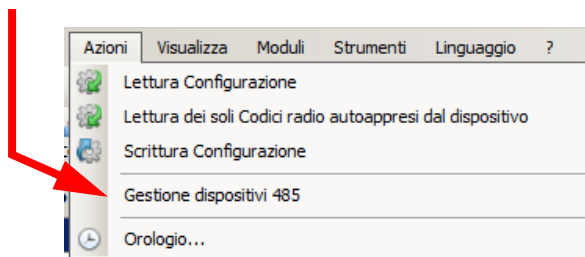 Azioni Visualizza Moduli Strumenti Linguaggio ?
Lettura Configurazione
Lettura dei soli Codici radio autoappresi dal dispositivo
Scrittura Configurazione
Gestione dispositivi 485
Orologio...